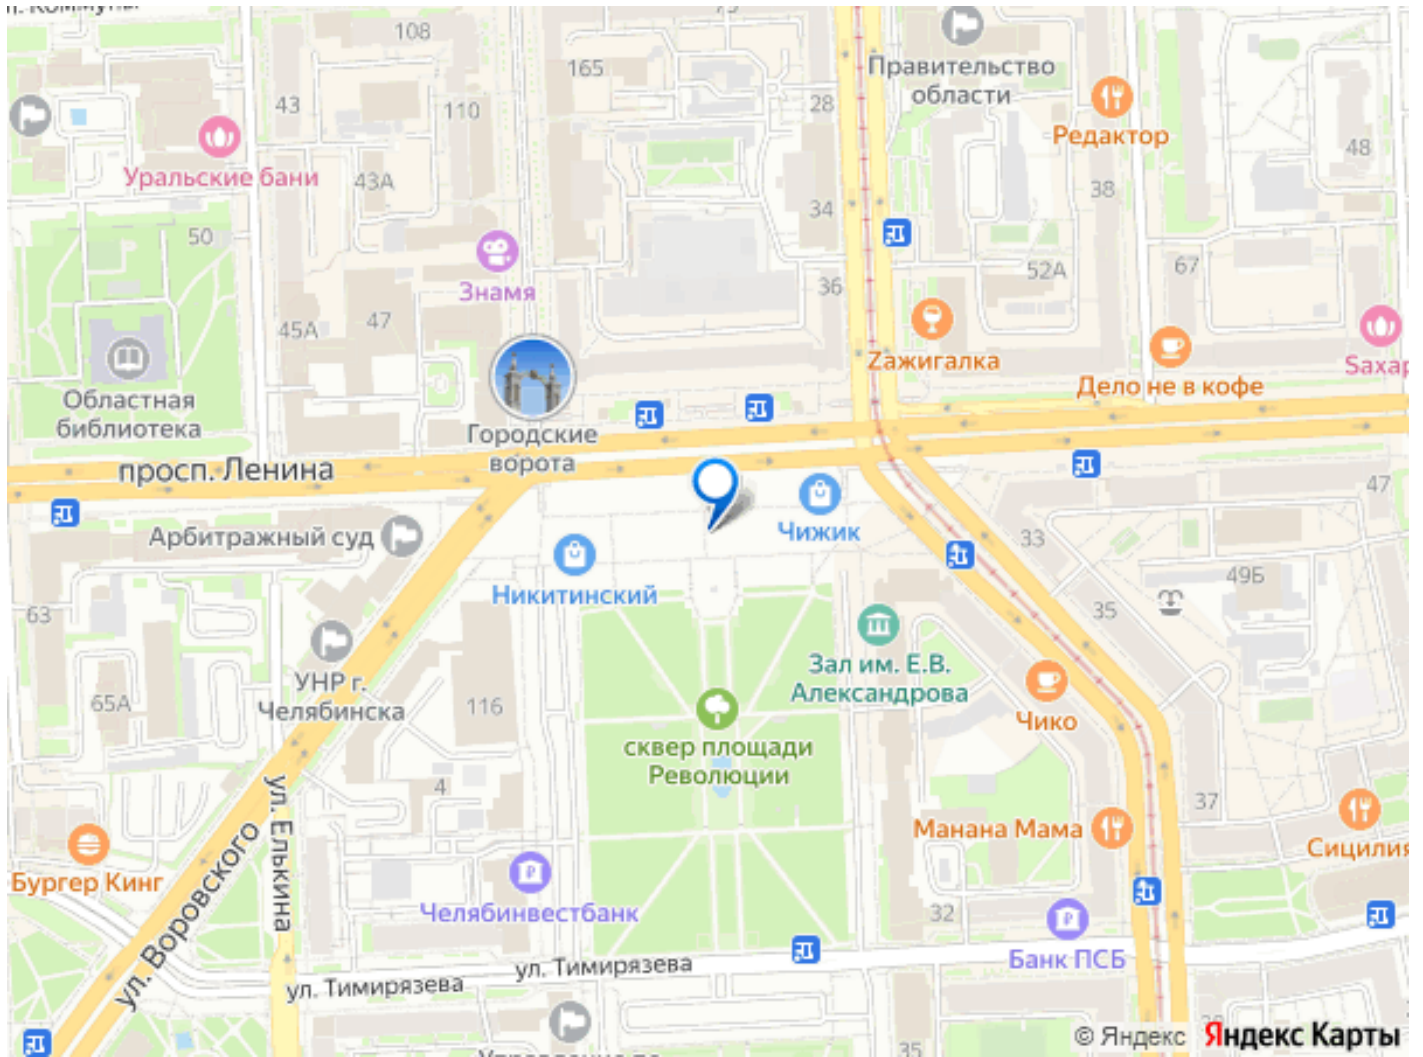 108
165
Правительство
области
28
43
110
Редактор
48
Уральские бани
43А
38
34
50
52А
67
Знамя
36
45А
47
Zажигалка
Дело не в кофе
Областная
библиотека
Городские
ворота
просп. Ленина
47
Арбитражный суд
Чижик
33
Никитинский
49Б
63
35
Зал им. Е.В.
Александрова
УНР г.
Челябинска
65А
116
Чико
сквер площади
Революции
4
37
Манана Мама
Сицилия
Бургер Кинг
ул. Воровского
ул. Елькина
Челябинвестбанк
32
Банк ПСБ
ул. Тимирязева
ул. Тимирязева
35
© Яндекс Яндекс Карты